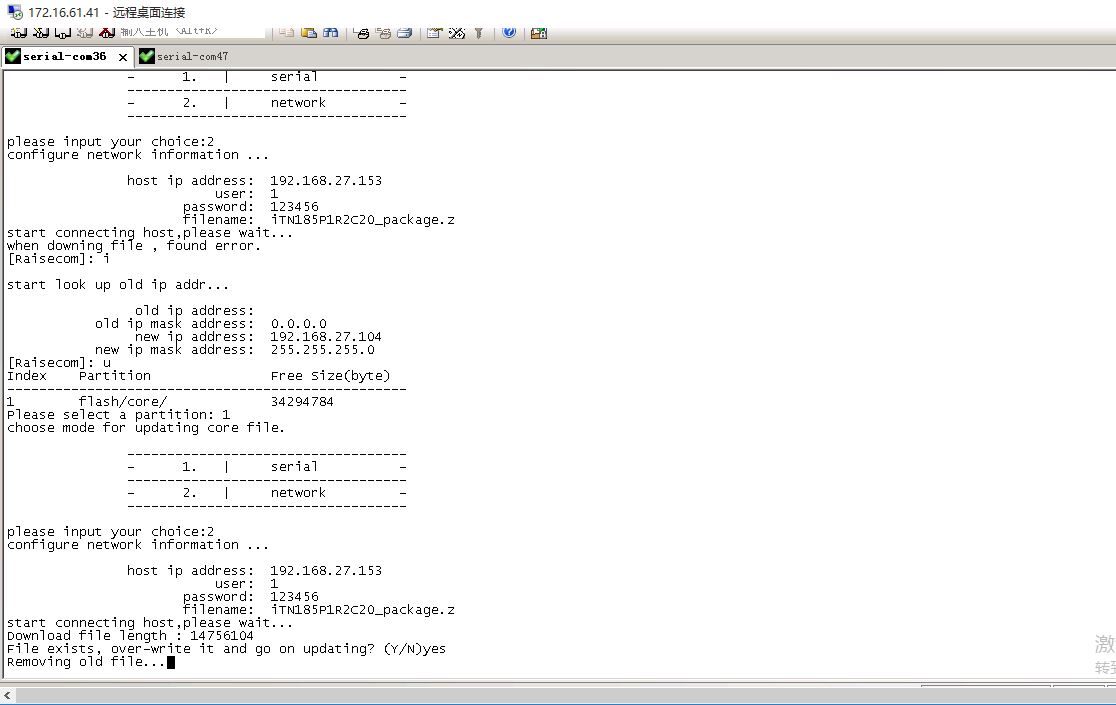 172.16.61.41 - 远程桌面连接
输入主机 <Alt+R>
serial-com36 × serial-com47
- 1. | serial -
-----------------------------------
- 2. | network -
-----------------------------------
please input your choice:2
configure network information ...
host ip address: 192.168.27.153
user: 1
password: 123456
filename: iTN185P1R2C20_package.z
start connecting host,please wait...
when downing file , found error.
[Raisecom]: i
start look up old ip addr...
old ip address:
old ip mask address: 0.0.0.0
new ip address: 192.168.27.104
new ip mask address: 255.255.255.0
[Raisecom]: u
Index Partition Free Size(byte)
--------------------------------------------------
1 flash/core/ 34294784
Please select a partition: 1
choose mode for updating core file.
-----------------------------------
- 1. | serial -
-----------------------------------
- 2. | network -
-----------------------------------
please input your choice:2
configure network information ...
host ip address: 192.168.27.153
user: 1
password: 123456
filename: iTN185P1R2C20_package.z
start connecting host,please wait...
Download file length : 14756104
File exists, over-write it and go on updating? (Y/N)yes
Removing old file...
激
转到